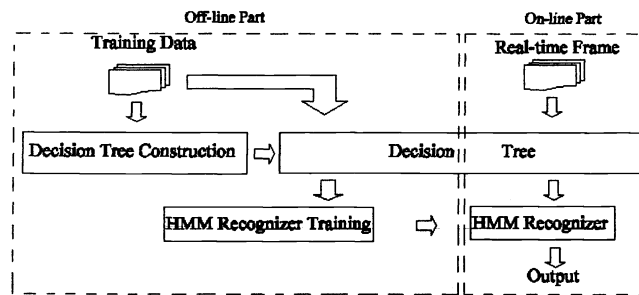 Off-line Part
On-line Part
Training Data
Real-time Frame
Decision Tree Construction
Decision Tree
HMM Recognizer Training
HMM Recognizer
Output